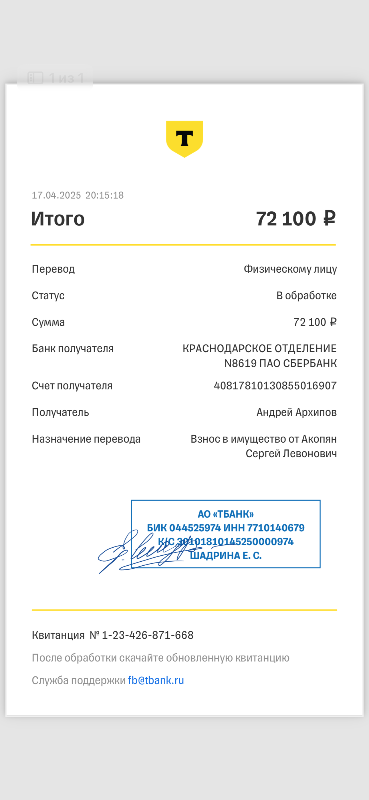 1 из 1
Т
17.04.2025 20:15:18
Итого 72 100 ₽
Перевод Физическому лицу
Статус В обработке
Сумма 72 100 ₽
Банк получателя КРАСНОДАРСКОЕ ОТДЕЛЕНИЕ
N8619 ПАО СБЕРБАНК
Счет получателя 40817810130855016907
Получатель Андрей Архипов
Назначение перевода Взнос в имущество от Акопян
Сергей Левонович
АО «ТБАНК»
БИК 044525974 ИНН 7710140679
К/С 30101810145250000974
ШАДРИНА Е. С.
Квитанция № 1-23-426-871-668
После обработки скачайте обновленную квитанцию
Служба поддержки fb@tbank.ru